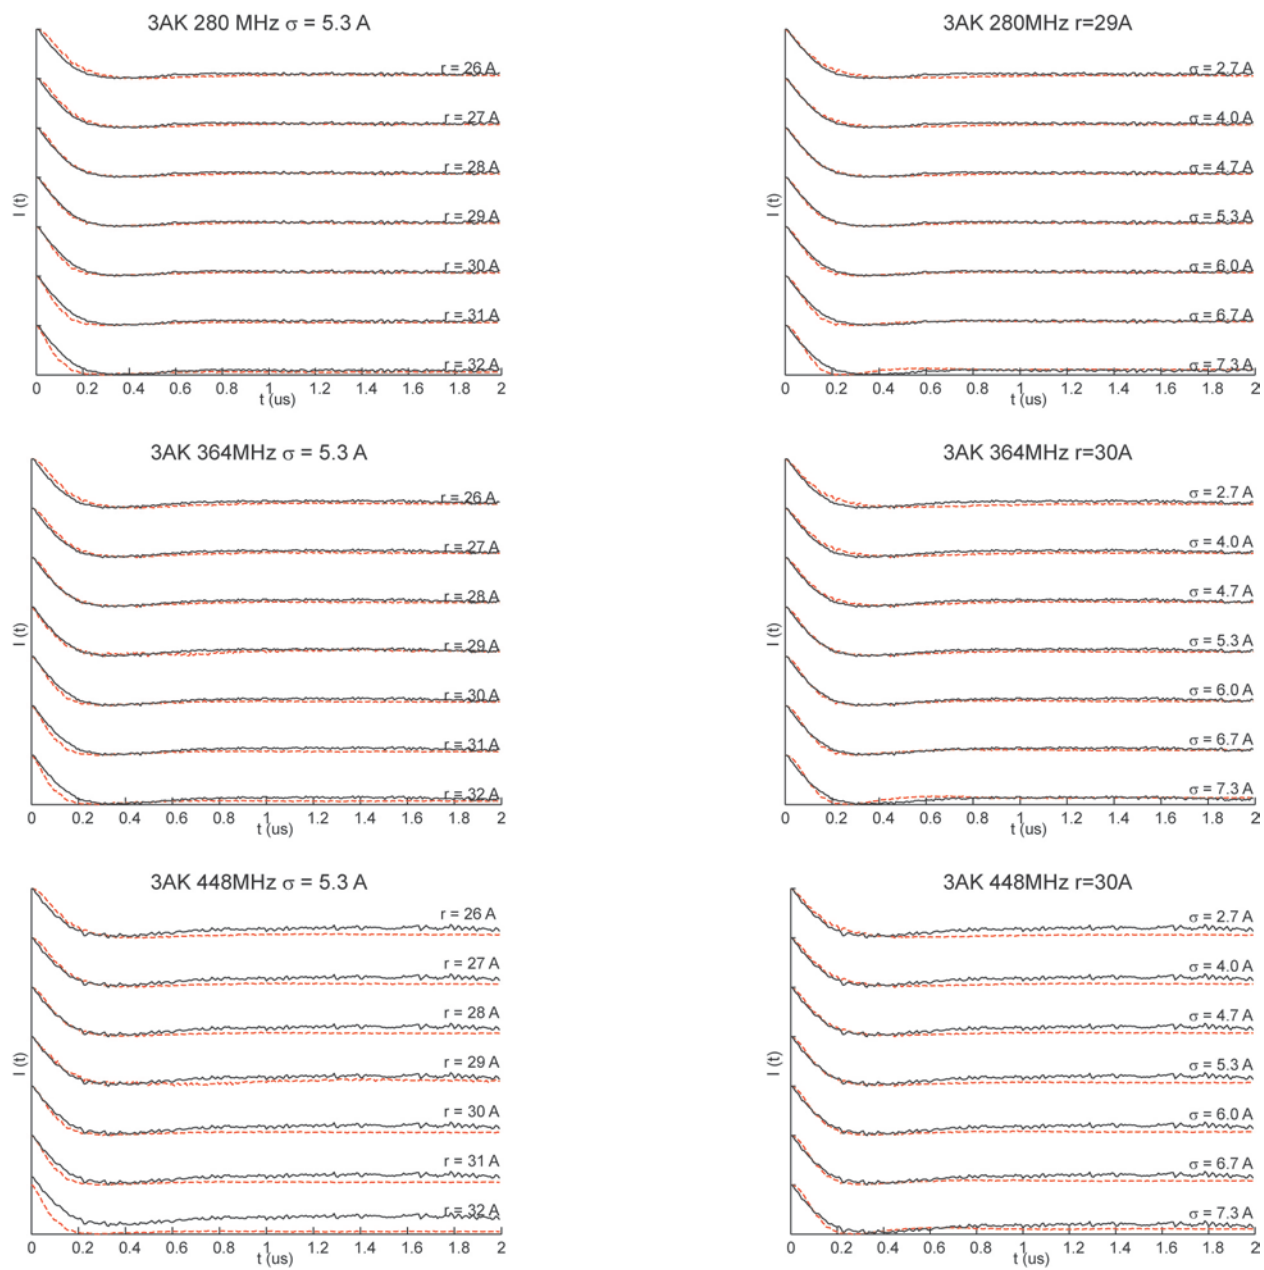 3AK 280 MHz σ = 5.3 A
r = 26 A
r = 27 A
r = 28 A
r = 29 A
r = 30 A
r = 31 A
r = 32 A
I (t)
0 0.2 0.4 0.6 0.8 1 1.2 1.4 1.6 1.8 2
t (us)
3AK 280MHz r=29A
σ = 2.7 A
σ = 4.0 A
σ = 4.7 A
σ = 5.3 A
σ = 6.0 A
σ = 6.7 A
σ = 7.3 A
I (t)
0 0.2 0.4 0.6 0.8 1 1.2 1.4 1.6 1.8 2
t (us)
3AK 364MHz σ = 5.3 A
r = 26 A
r = 27 A
r = 28 A
r = 29 A
r = 30 A
r = 31 A
r = 32 A
I (t)
0 0.2 0.4 0.6 0.8 1 1.2 1.4 1.6 1.8 2
t (us)
3AK 364MHz r=30A
σ = 2.7 A
σ = 4.0 A
σ = 4.7 A
σ = 5.3 A
σ = 6.0 A
σ = 6.7 A
σ = 7.3 A
I (t)
0 0.2 0.4 0.6 0.8 1 1.2 1.4 1.6 1.8 2
t (us)
3AK 448MHz σ = 5.3 A
r = 26 A
r = 27 A
r = 28 A
r = 29 A
r = 30 A
r = 31 A
r = 32 A
I (t)
0 0.2 0.4 0.6 0.8 1 1.2 1.4 1.6 1.8 2
t (us)
3AK 448MHz r=30A
σ = 2.7 A
σ = 4.0 A
σ = 4.7 A
σ = 5.3 A
σ = 6.0 A
σ = 6.7 A
σ = 7.3 A
I (t)
0 0.2 0.4 0.6 0.8 1 1.2 1.4 1.6 1.8 2
t (us)